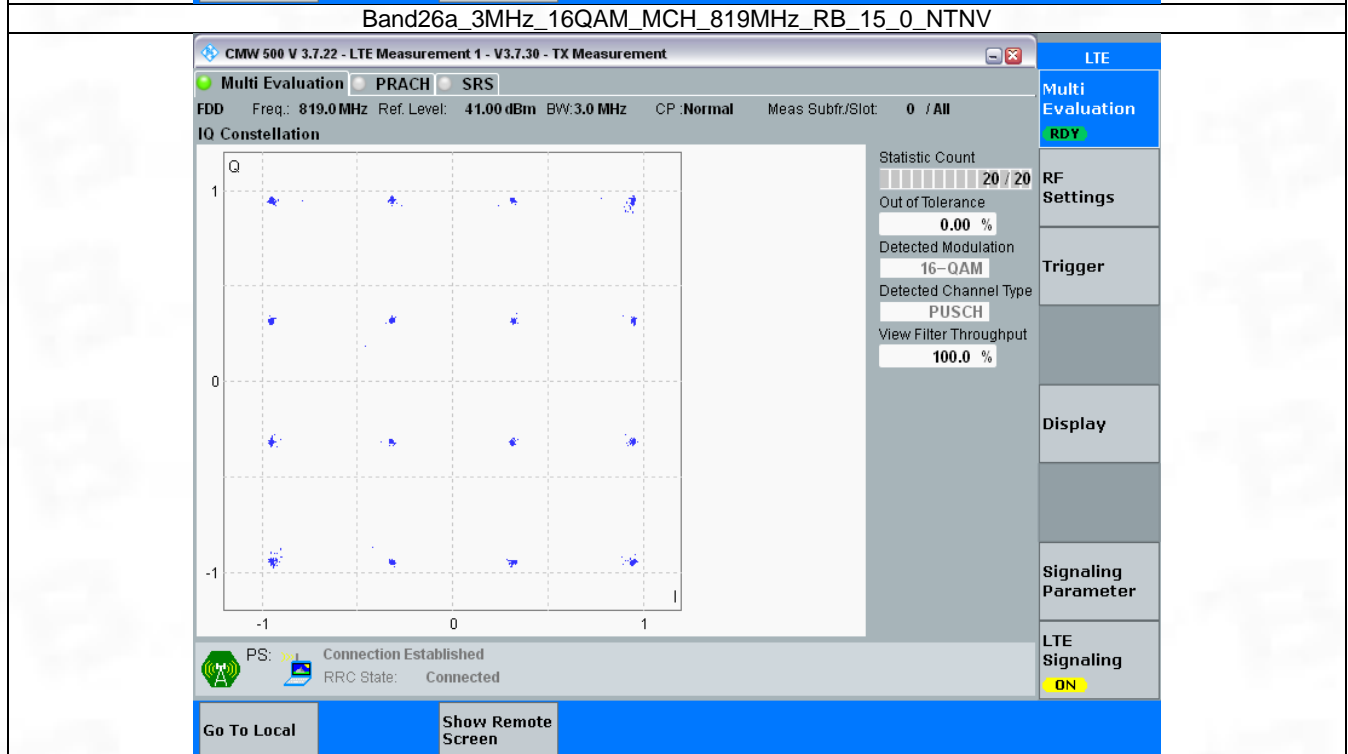 Band26a_3MHz_16QAM_MCH_819MHz_RB_15_0_NTNV
CMW 500 V 3.7.22 - LTE Measurement 1 - V3.7.30 - TX Measurement
LTE
Multi Evaluation PRACH SRS
FDD Freq.: 819.0 MHz Ref. Level: 41.00 dBm BW: 3.0 MHz CP : Normal Meas Subfr./Slot: 0 / All
IQ Constellation
Q
1
0
-1
I
-1 0 1
Statistic Count
20 / 20
Out of Tolerance
0.00 %
Detected Modulation
16-QAM
Detected Channel Type
PUSCH
View Filter Throughput
100.0 %
Multi
Evaluation
RDY
RF
Settings
Trigger
Display
Signaling
Parameter
LTE
Signaling
ON
PS: Connection Established
RRC State: Connected
Go To Local
Show Remote
Screen